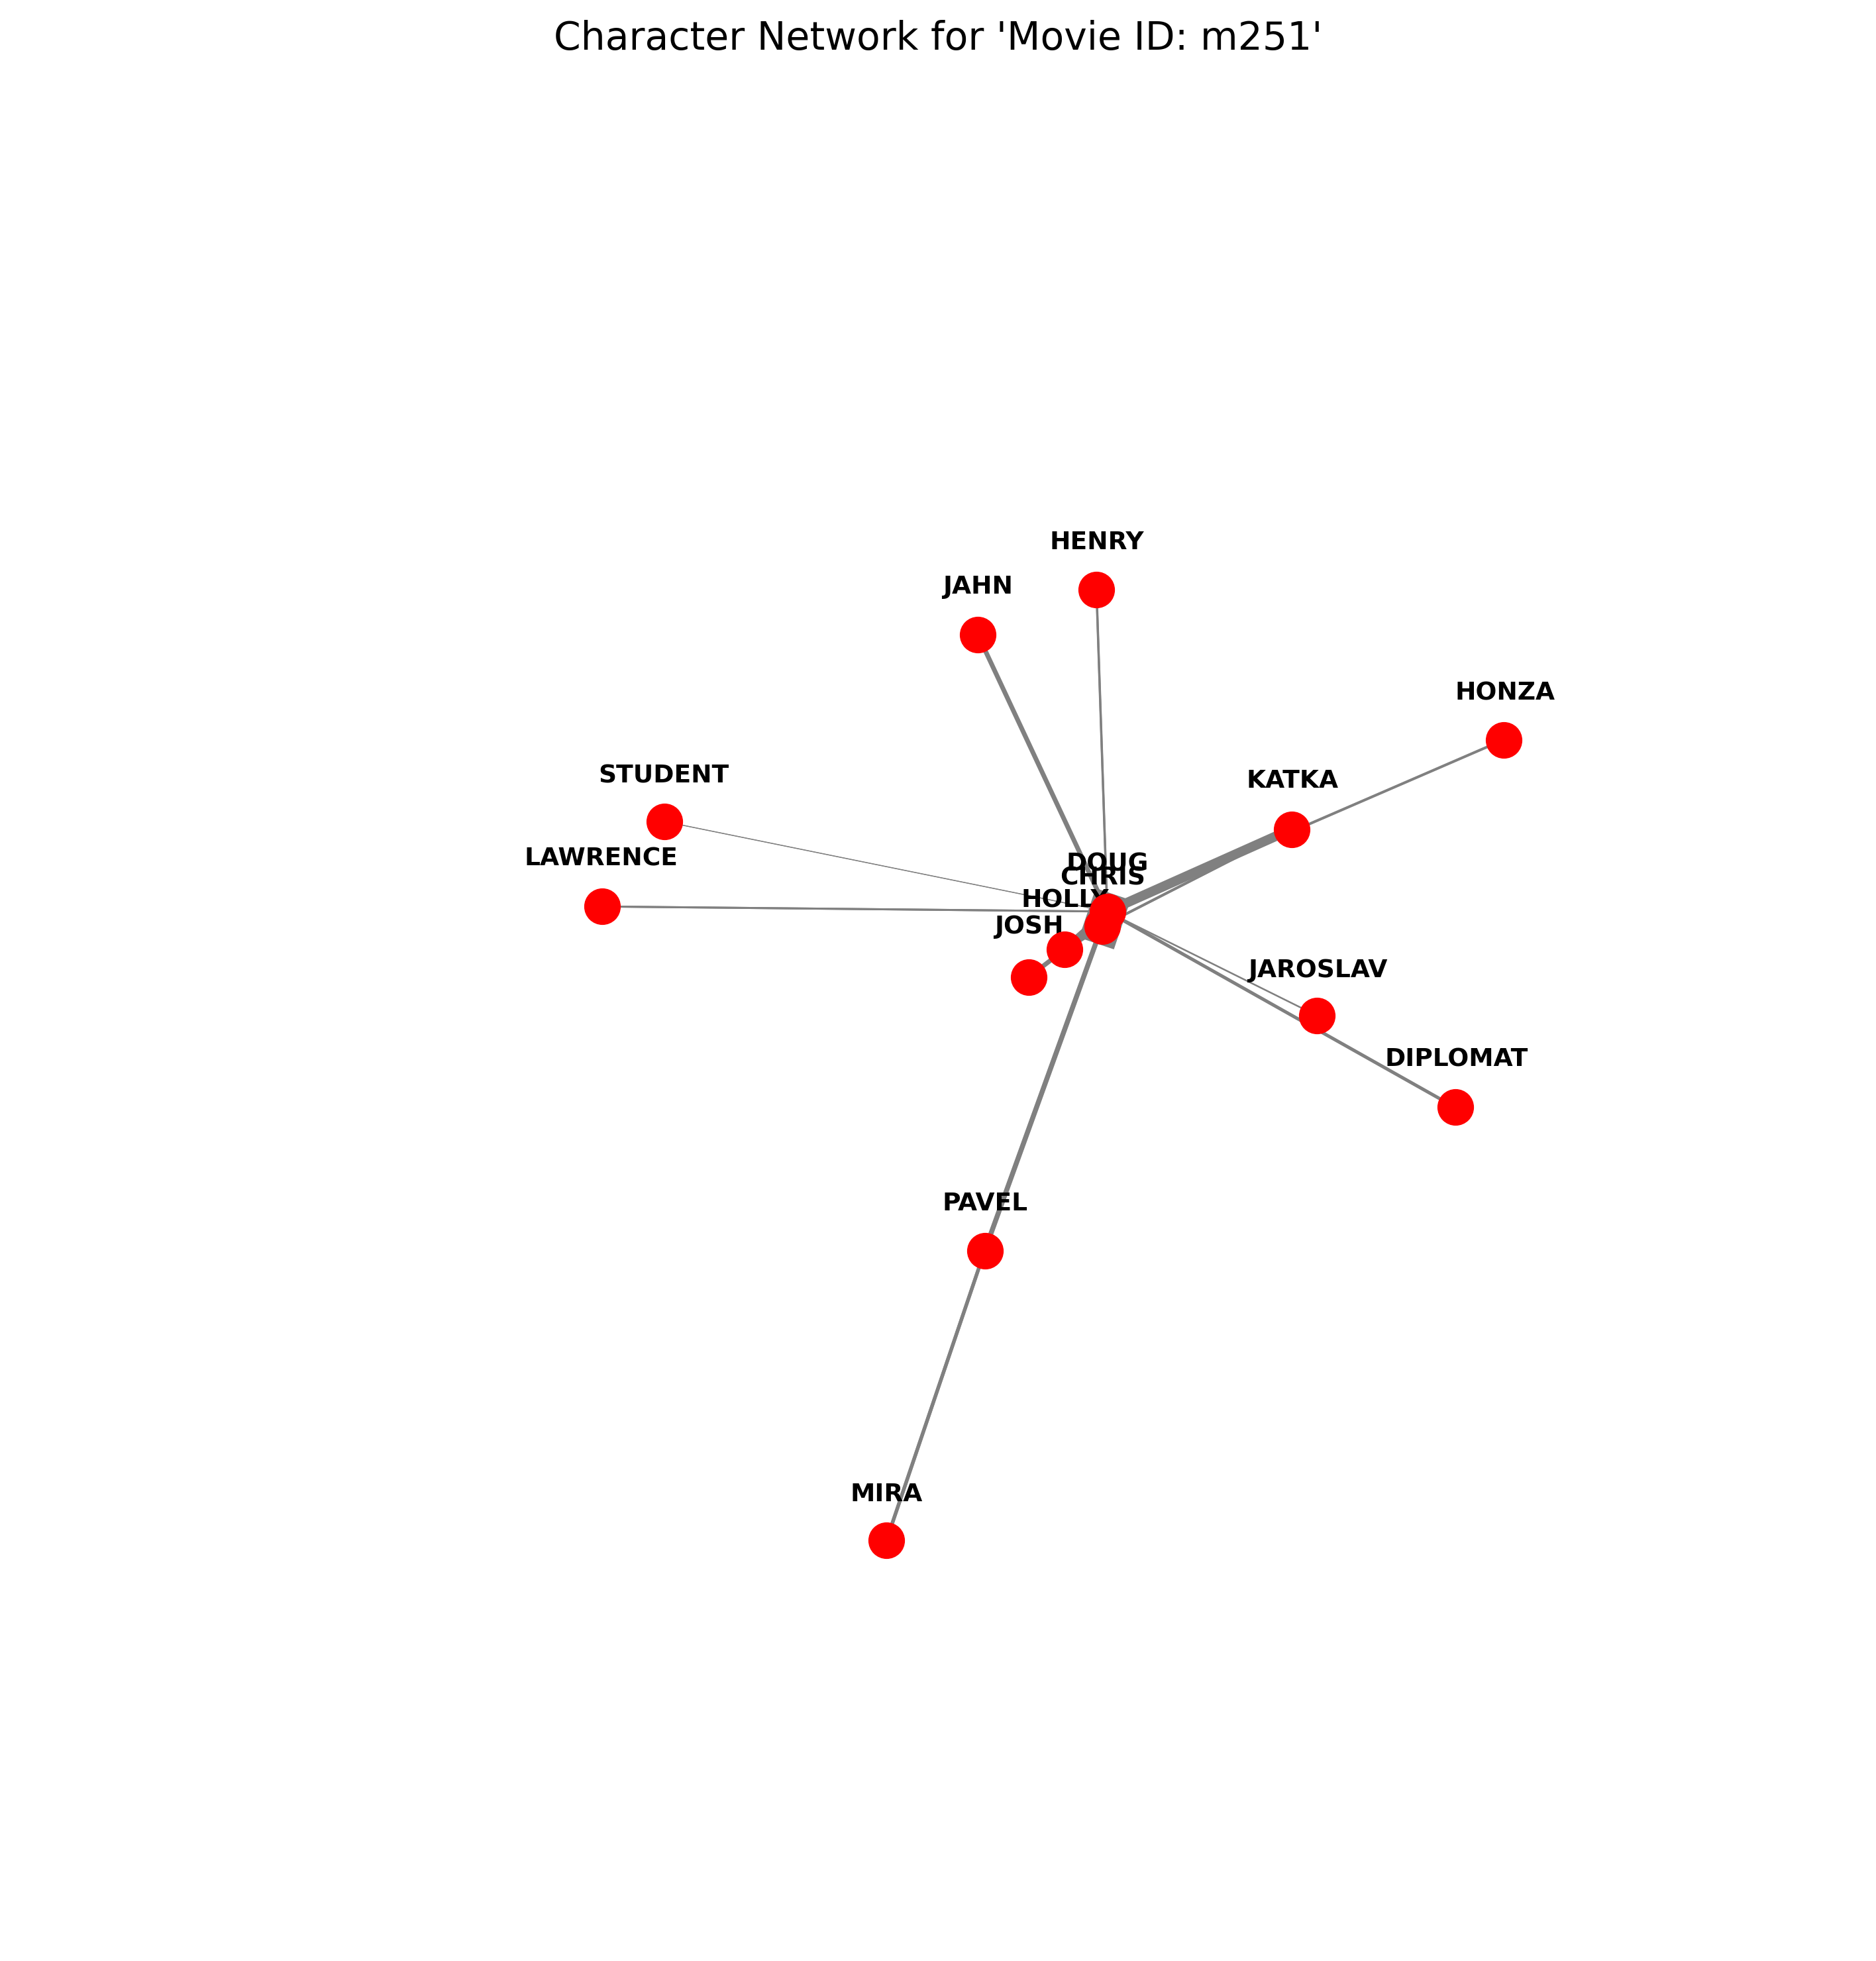 Character Network for 'Movie ID: m251'
HENRY
JAHN
HONZA
STUDENT
KATKA
LAWRENCE
DOUG
CHRIS
HOLLY
JOSH
JAROSLAV
DIPLOMAT
PAVEL
MIRA